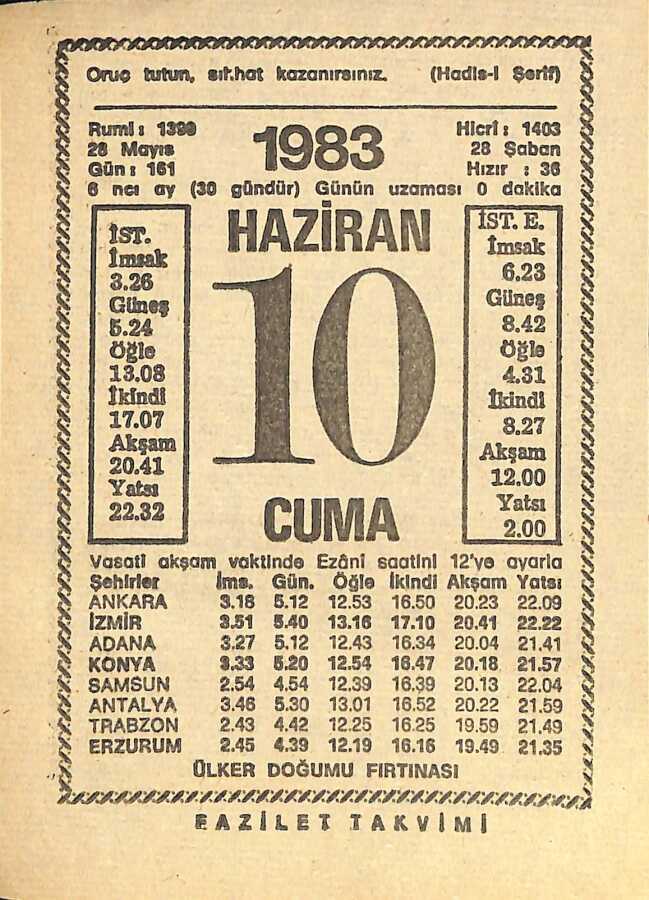 Oruç tutun, sıhhat kazanırsınız. (Hadîs-i Şerîf)
Rumî : 1399
28 Mayıs
Gün : 161
1983
Hicrî : 1403
28 Şaban
Hızır : 36
6 ncı ay (30 gündür) Günün uzaması 0 dakika
İST.
İmsak
3.26
Güneş
5.24
Öğle
13.08
İkindi
17.07
Akşam
20.41
Yatsı
22.32
HAZİRAN
10
CUMA
İST. E.
İmsak
6.23
Güneş
8.42
Öğle
4.31
İkindi
8.27
Akşam
12.00
Yatsı
2.00
Vasatî akşam vaktinde Ezânî saatini 12'ye ayarla
Şehirler İms. Gün. Öğle İkindi Akşam Yatsı
ANKARA 3.18 5.12 12.53 16.50 20.23 22.09
İZMİR 3.51 5.40 13.16 17.10 20.41 22.22
ADANA 3.27 5.12 12.43 16.34 20.04 21.41
KONYA 3.33 5.20 12.54 16.47 20.18 21.57
SAMSUN 2.54 4.54 12.39 16.39 20.13 22.04
ANTALYA 3.46 5.30 13.01 16.52 20.22 21.59
TRABZON 2.43 4.42 12.25 16.25 19.59 21.49
ERZURUM 2.45 4.39 12.19 16.16 19.49 21.35
ÜLKER DOĞUMU FIRTINASI
FAZİLET TAKVİMİ